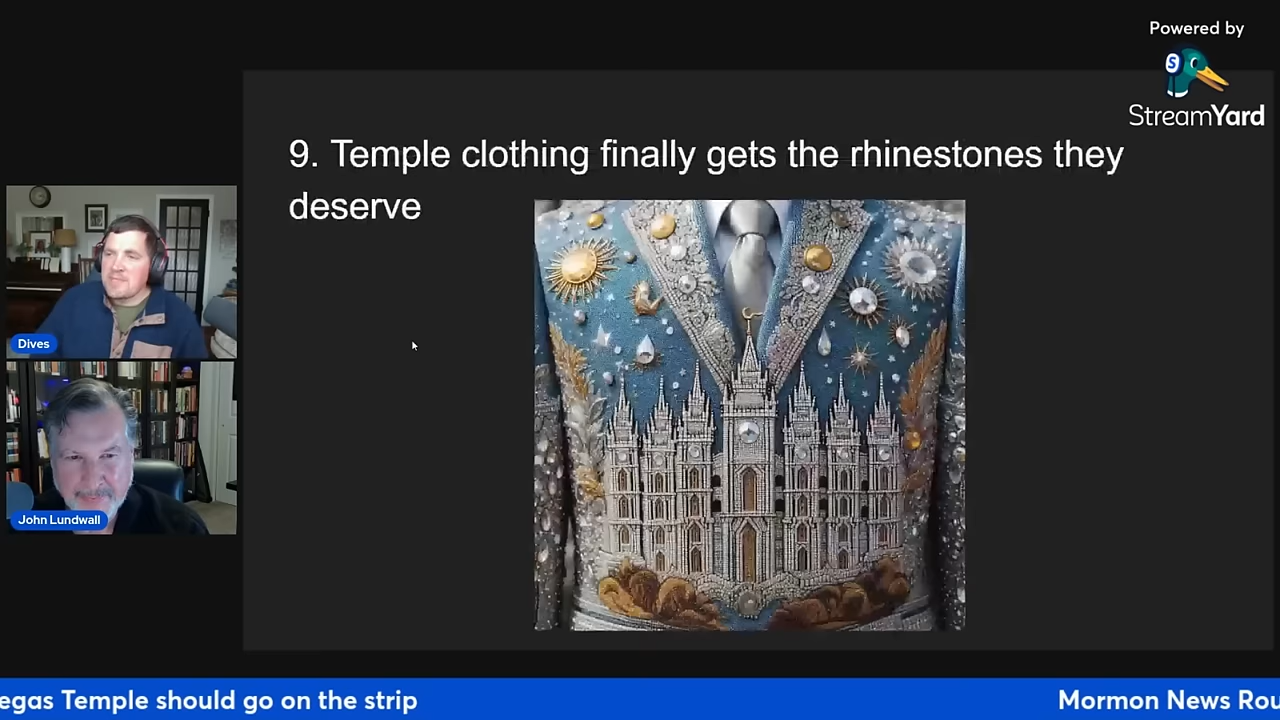 Powered by
S
StreamYard
9. Temple clothing finally gets the rhinestones they
deserve
Dives
John Lundwall
egas Temple should go on the strip
Mormon News Rou